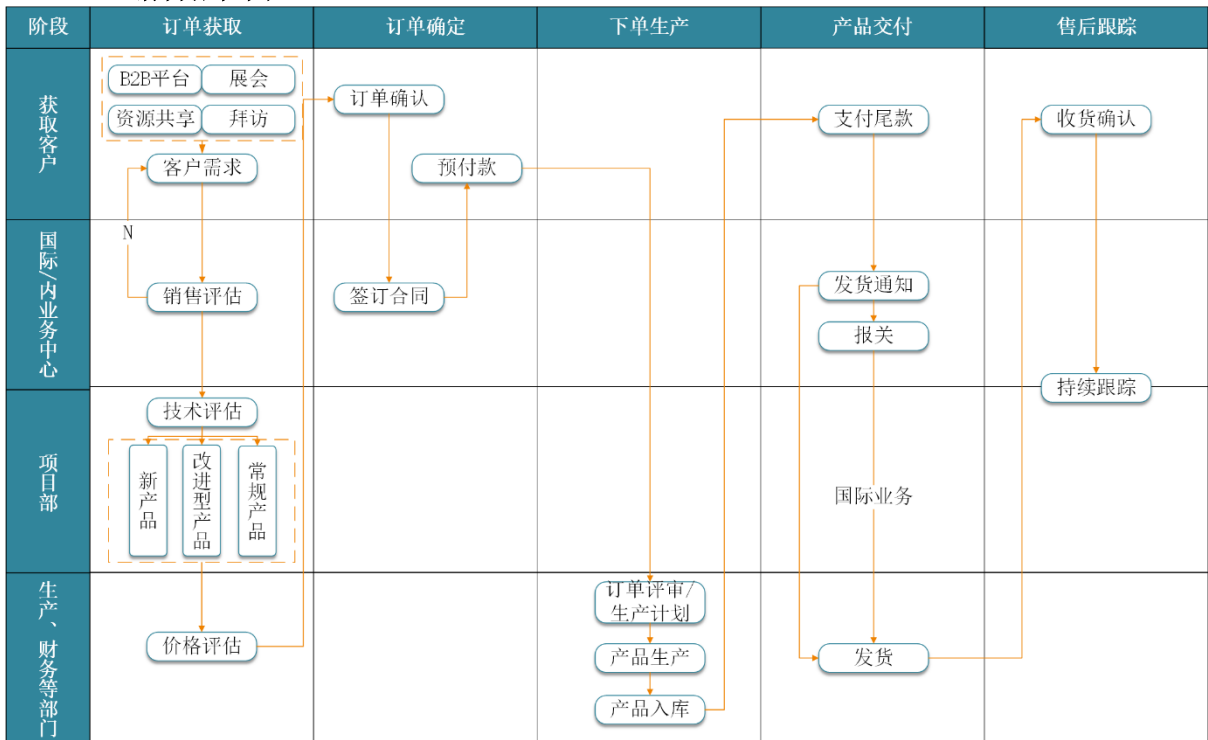 阶段
订单获取
订单确定
下单生产
产品交付
售后跟踪
获取客户
B2B平台
展会
资源共享
拜访
客户需求
订单确认
预付款
支付尾款
收货确认
国际/内业务中心
N
销售评估
签订合同
发货通知
报关
持续跟踪
项目部
技术评估
新产品
改进型产品
常规产品
国际业务
生产、财务等部门
价格评估
订单评审/
生产计划
产品生产
产品入库
发货